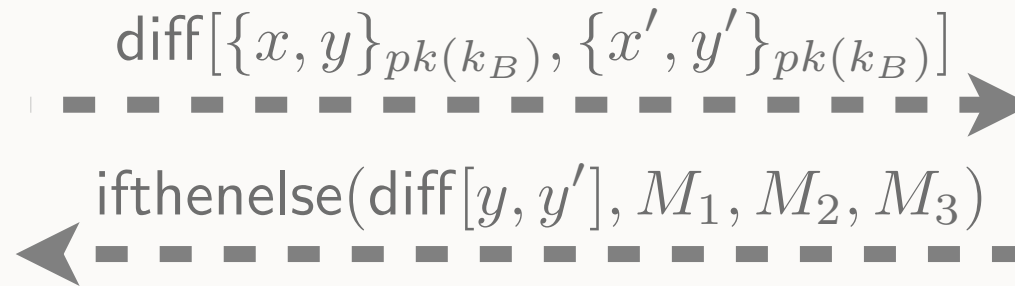 diff[{x, y}_{pk(k_B)}, {x′, y′}_{pk(k_B)}]
ifthenelse(diff[y, y′], M_1, M_2, M_3)